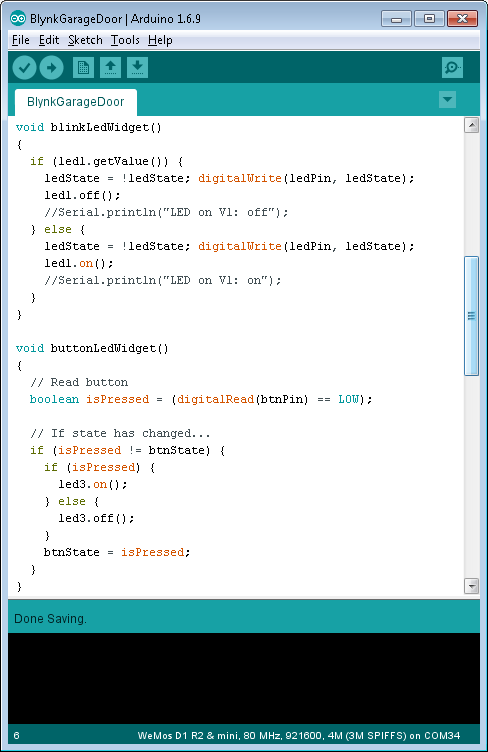 BlynkGarageDoor | Arduino 1.6.9
File Edit Sketch Tools Help
BlynkGarageDoor
void blinkLedWidget()
{
  if (led1.getValue()) {
    ledState = !ledState; digitalWrite(ledPin, ledState);
    led1.off();
    //Serial.println("LED on V1: off");
  } else {
    ledState = !ledState; digitalWrite(ledPin, ledState);
    led1.on();
    //Serial.println("LED on V1: on");
  }
}
void buttonLedWidget()
{
  // Read button
  boolean isPressed = (digitalRead(btnPin) == LOW);
  // If state has changed...
  if (isPressed != btnState) {
    if (isPressed) {
      led3.on();
    } else {
      led3.off();
    }
    btnState = isPressed;
  }
}
Done Saving.
6 WeMos D1 R2 & mini, 80 MHz, 921600, 4M (3M SPIFFS) on COM34